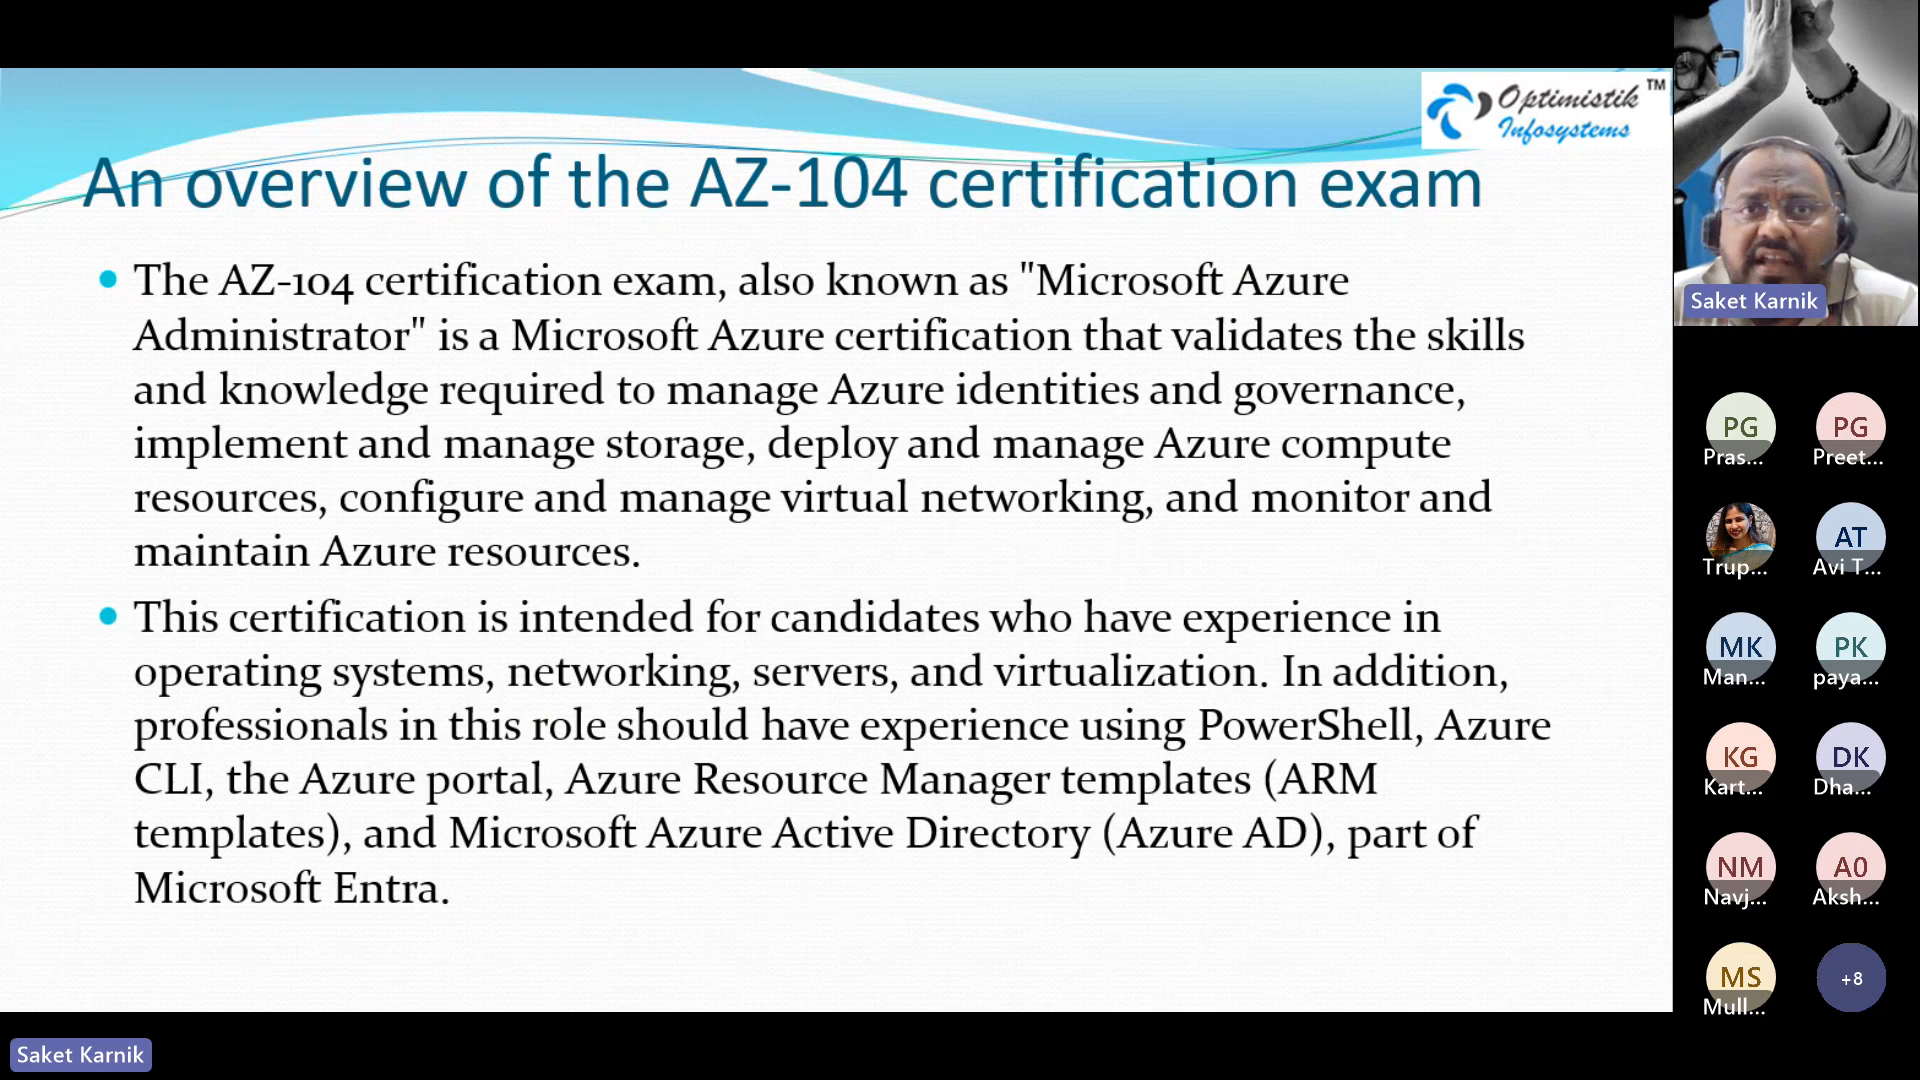 Optimistik TM
Infosystems
An overview of the AZ-104 certification exam
• The AZ-104 certification exam, also known as "Microsoft Azure
Administrator" is a Microsoft Azure certification that validates the skills
and knowledge required to manage Azure identities and governance,
implement and manage storage, deploy and manage Azure compute
resources, configure and manage virtual networking, and monitor and
maintain Azure resources.
• This certification is intended for candidates who have experience in
operating systems, networking, servers, and virtualization. In addition,
professionals in this role should have experience using PowerShell, Azure
CLI, the Azure portal, Azure Resource Manager templates (ARM
templates), and Microsoft Azure Active Directory (Azure AD), part of
Microsoft Entra.
Saket Karnik
Saket Karnik
PG PG
Pras... Preet...
AT
Trup... Avi T...
MK PK
Man... paya...
KG DK
Kart... Dha...
NM A0
Navj... Aksh...
MS +8
Mull...